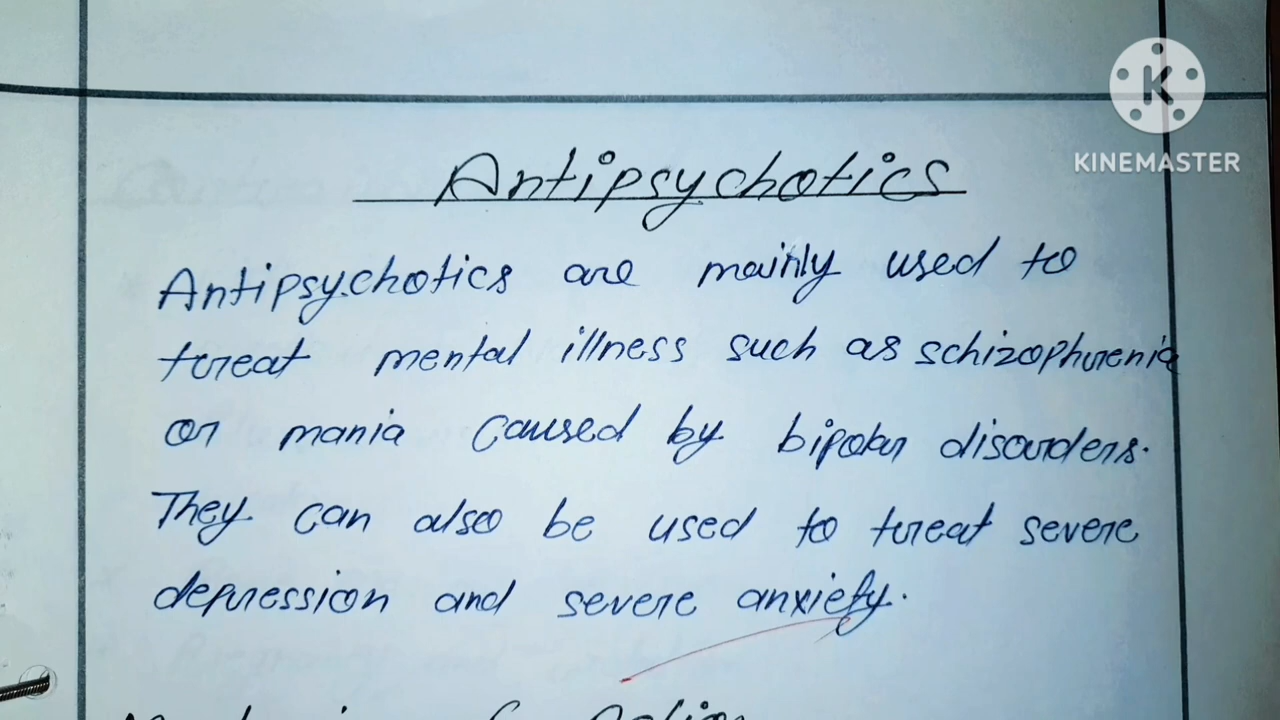 KINEMASTER
Antipsychotics
Antipsychotics are mainly used to
treat mental illness such as schizophrenia
or mania caused by bipolar disorders.
They can also be used to treat severe
depression and severe anxiety.